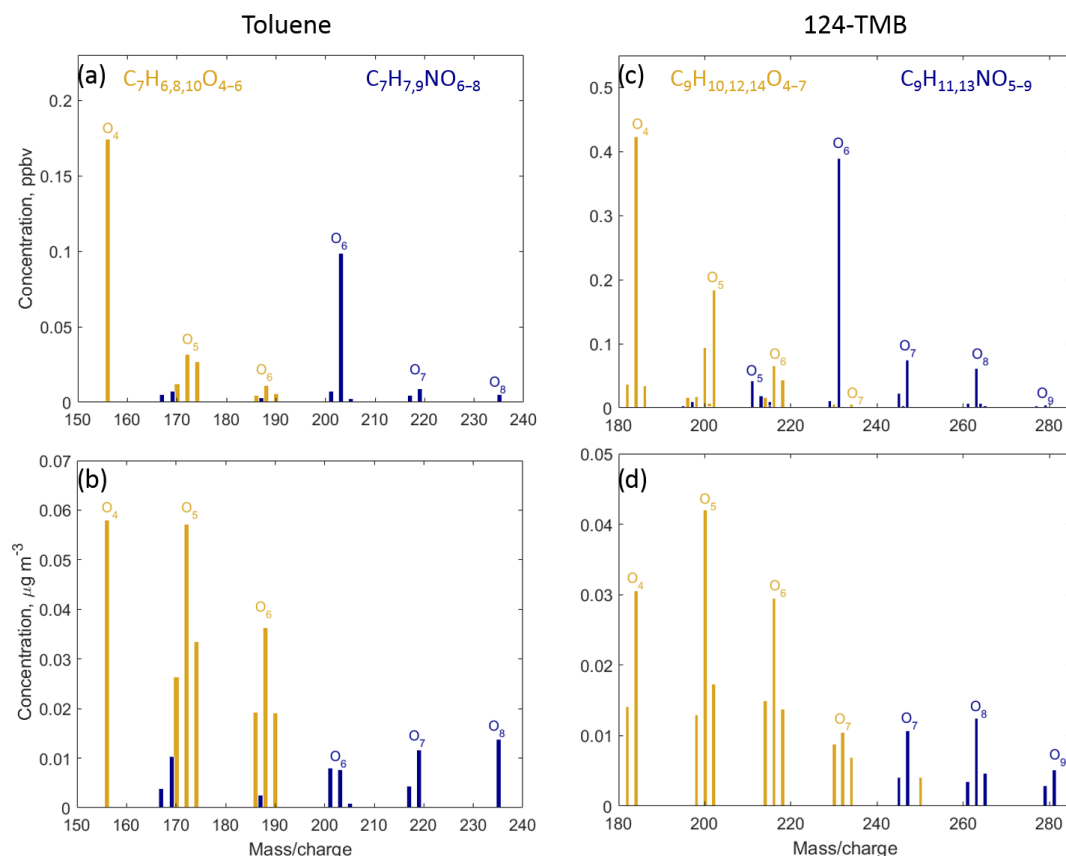 Toluene
124-TMB
(a)
C₇H₆,₈,₁₀O₄₋₆
C₇H₇,₉NO₆₋₈
O₄
O₅
O₆
O₆
O₇
O₈
Concentration, ppbv
0.2
0.15
0.1
0.05
0
150 160 170 180 190 200 210 220 230 240
(c)
C₉H₁₀,₁₂,₁₄O₄₋₇
C₉H₁₁,₁₃NO₅₋₉
O₄
O₅
O₆
O₇
O₅
O₆
O₇
O₈
O₉
0.5
0.4
0.3
0.2
0.1
0
180 200 220 240 260 280
(b)
O₄
O₅
O₆
O₆
O₇
O₈
Concentration, μg m⁻³
0.07
0.06
0.05
0.04
0.03
0.02
0.01
0
150 160 170 180 190 200 210 220 230 240
Mass/charge
(d)
O₄
O₅
O₆
O₇
O₇
O₈
O₉
0.05
0.04
0.03
0.02
0.01
0
180 200 220 240 260 280
Mass/charge